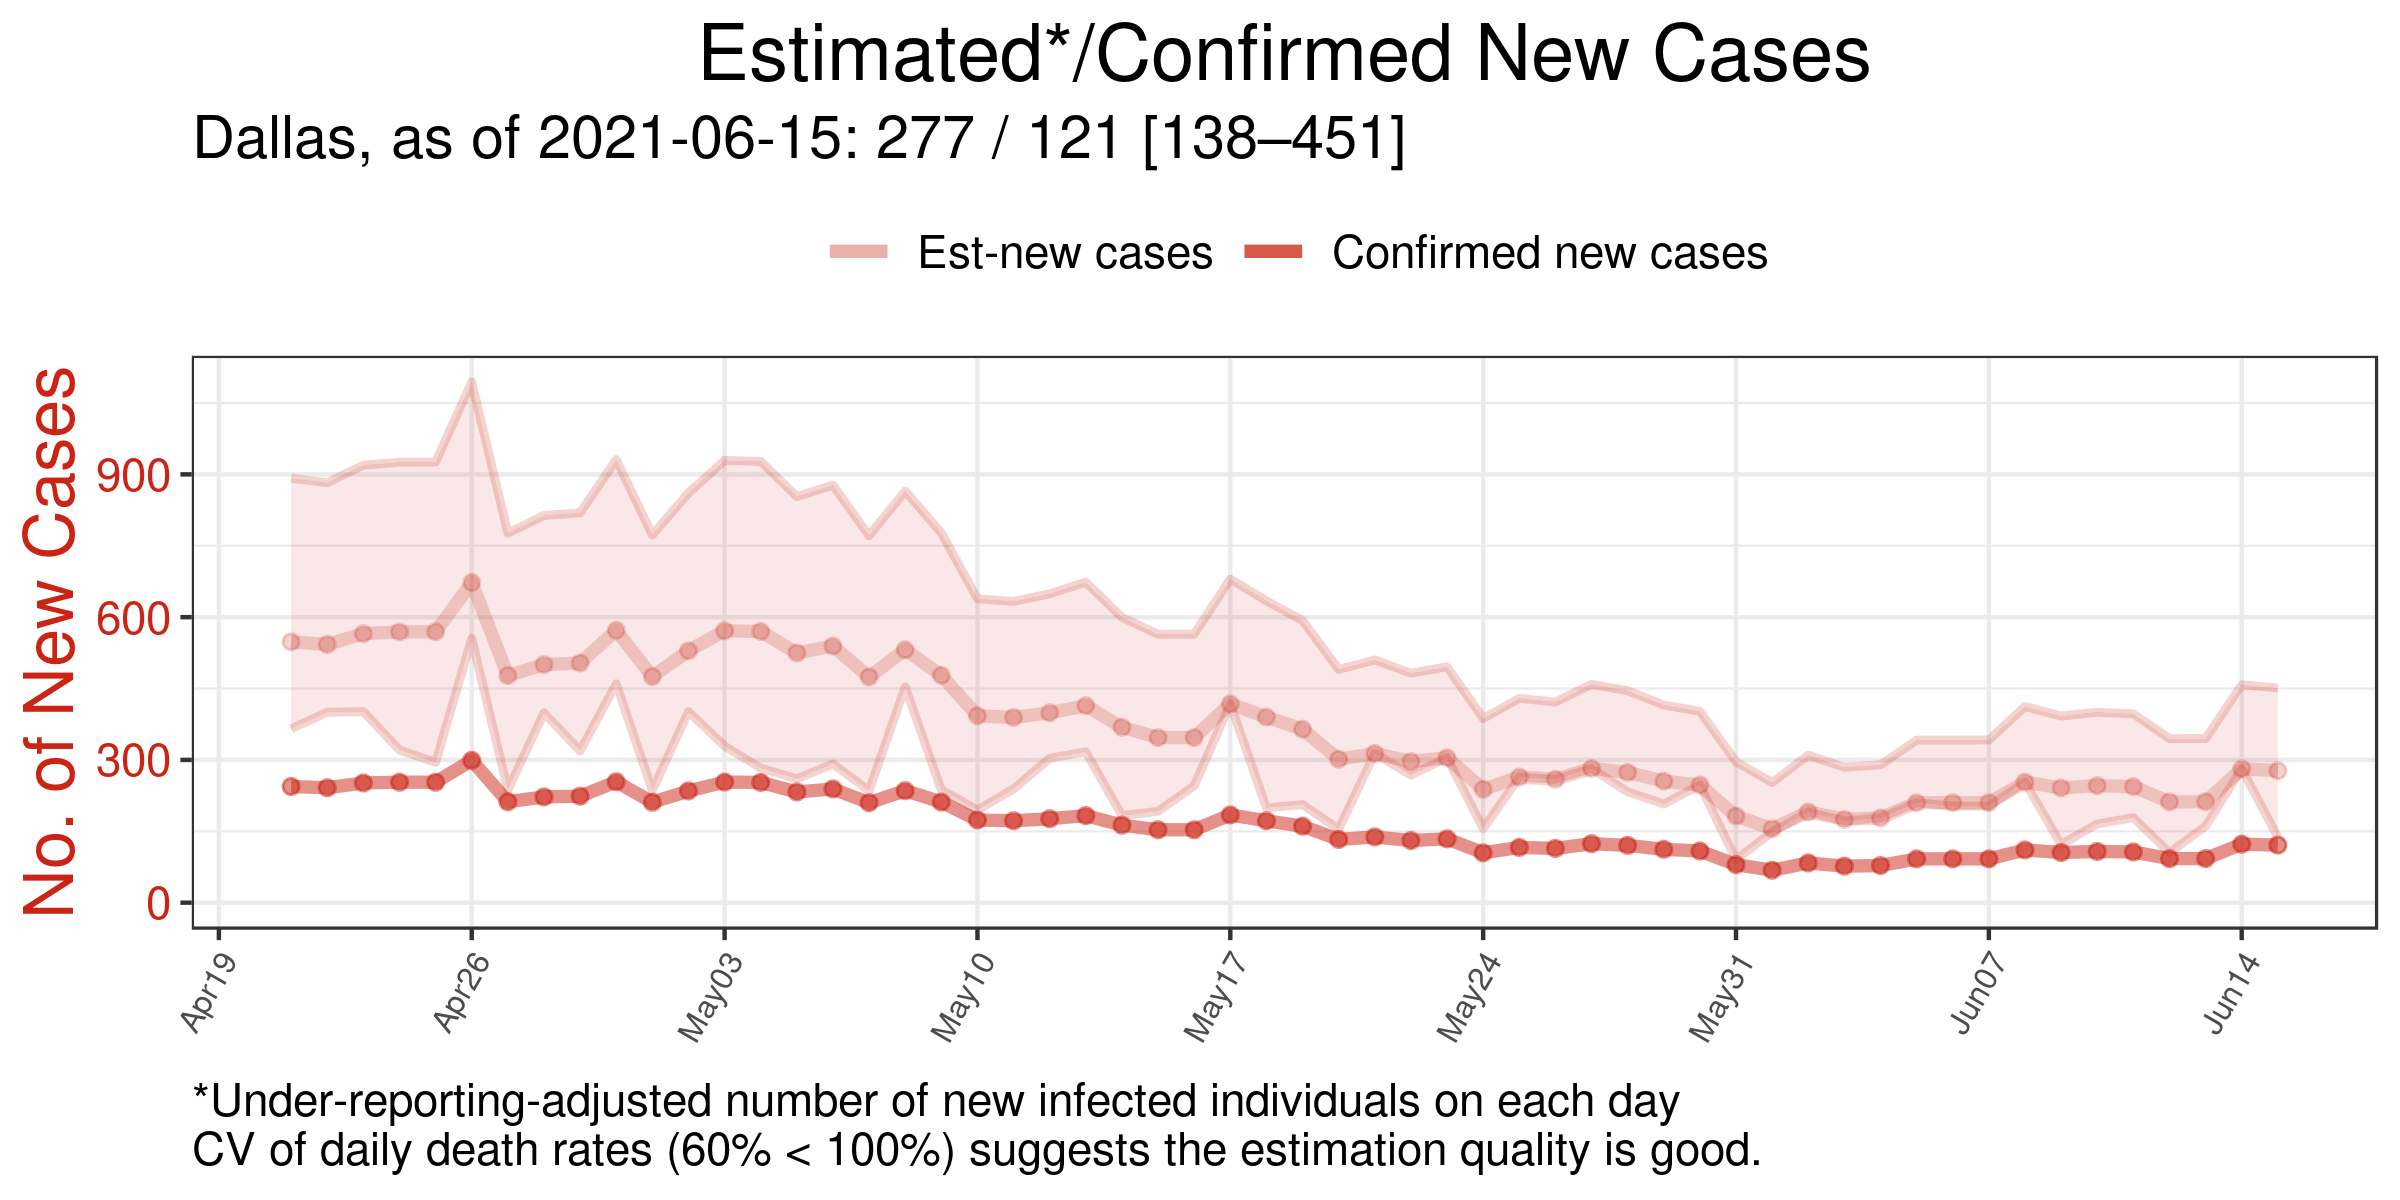 Estimated*/Confirmed New Cases
Dallas, as of 2021-06-15: 277 / 121 [138–451]
Est-new cases
Confirmed new cases
No. of New Cases
900
600
300
0
Apr19
Apr26
May03
May10
May17
May24
May31
Jun07
Jun14
*Under-reporting-adjusted number of new infected individuals on each day
CV of daily death rates (60% < 100%) suggests the estimation quality is good.